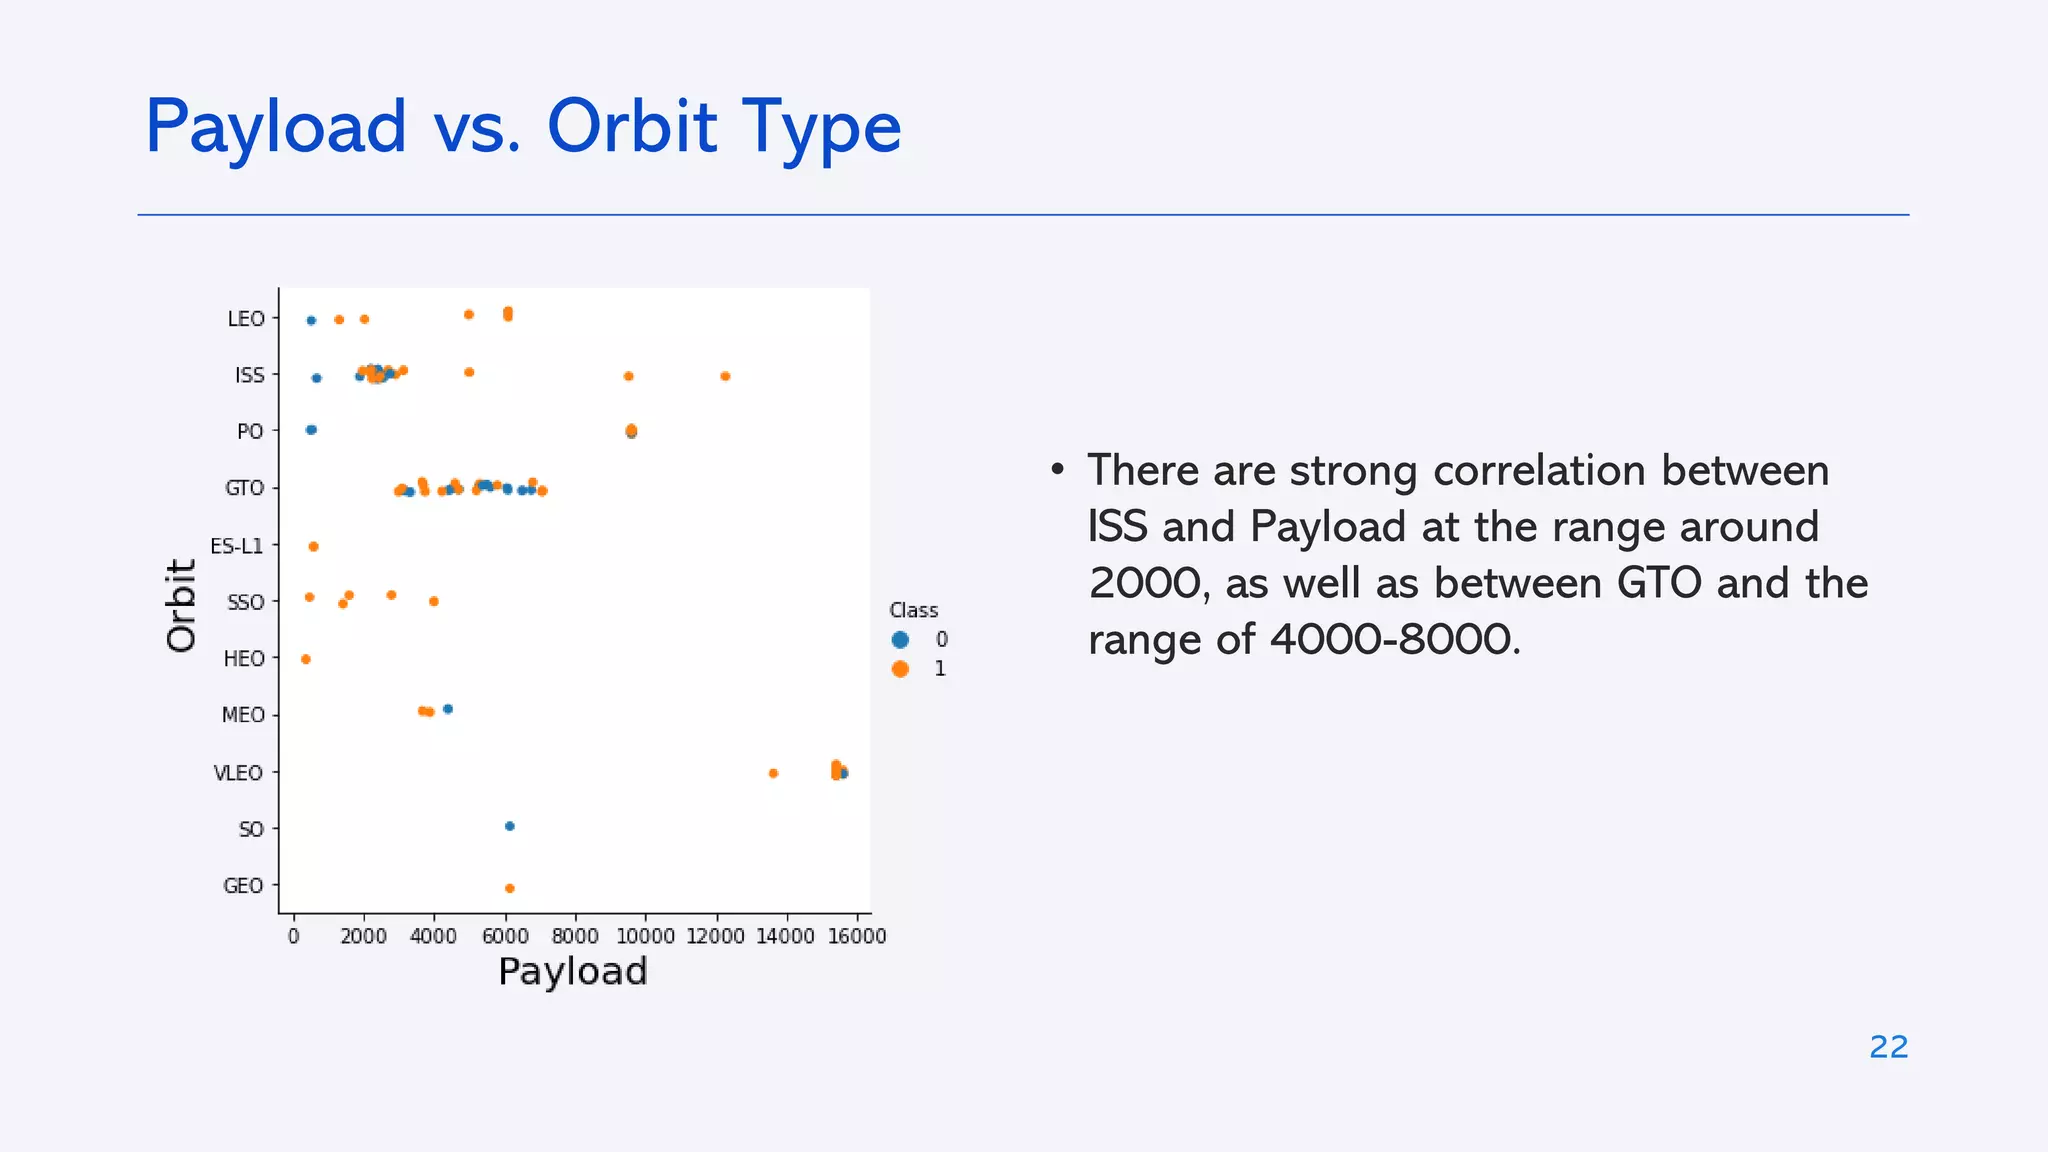 Payload vs. Orbit Type
LEO
ISS
PO
GTO
ES-L1
SSO
HEO
MEO
VLEO
SO
GEO
Orbit
0 2000 4000 6000 8000 10000 12000 14000 16000
Payload
Class
0
1
• There are strong correlation between
ISS and Payload at the range around
2000, as well as between GTO and the
range of 4000-8000.
22